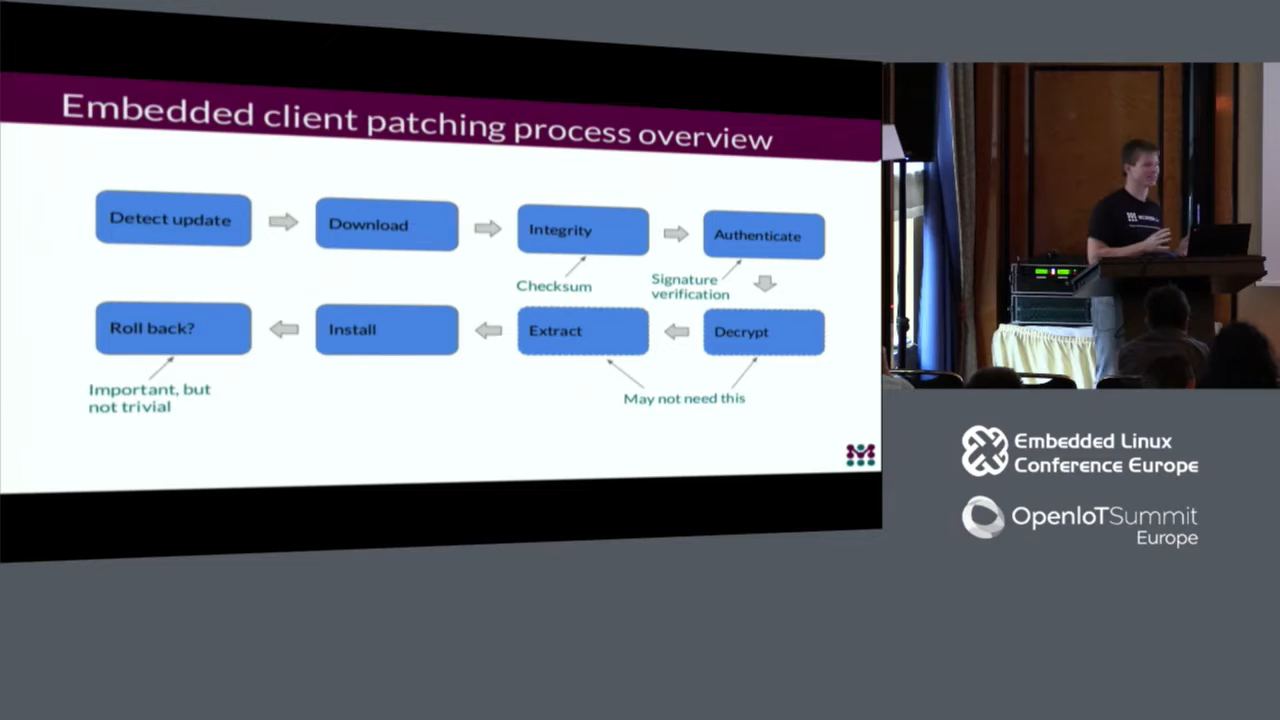 Embedded client patching process overview
Detect update
Download
Integrity
Authenticate
Checksum
Signature
verification
Roll back?
Install
Extract
Decrypt
Important, but
not trivial
May not need this
Embedded Linux
Conference Europe
OpenIoTSummit
Europe